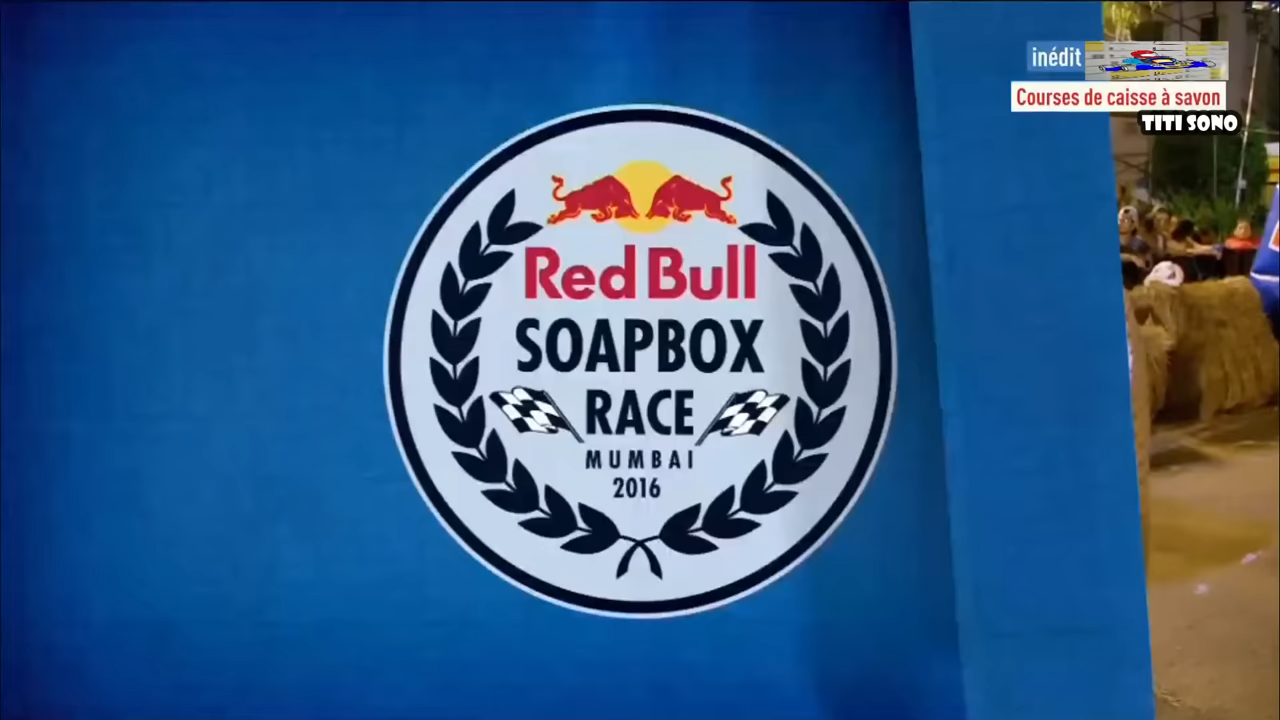 inédit
Courses de caisse à savon
TITI SONO
Red Bull
SOAPBOX
RACE
MUMBAI
2016